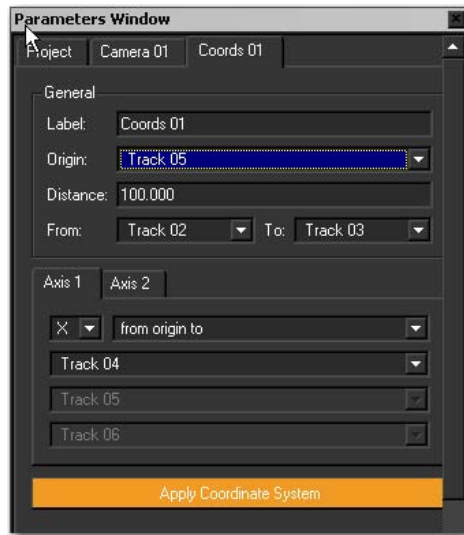 Parameters Window
Project Camera 01 Coords 01
General
Label: Coords 01
Origin: Track 05
Distance: 100.000
From: Track 02 To: Track 03
Axis 1 Axis 2
X from origin to
Track 04
Track 05
Track 06
Apply Coordinate System